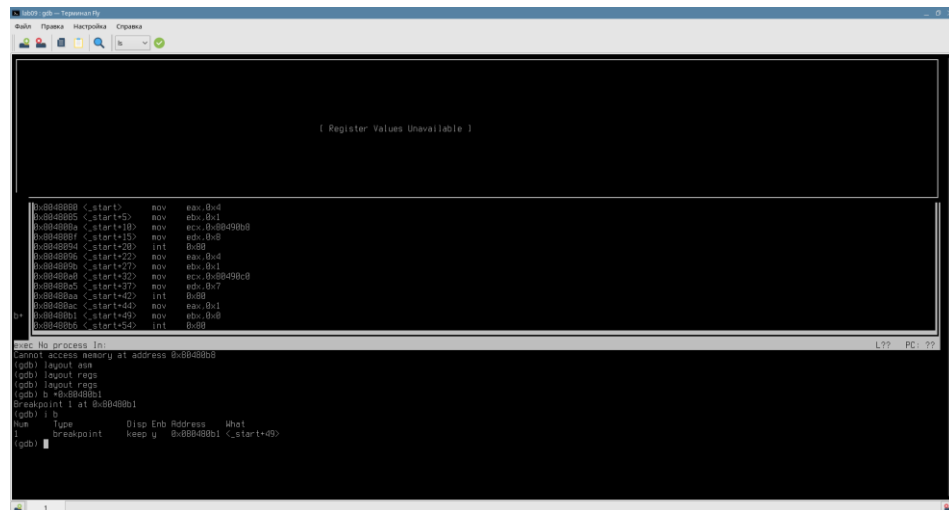 lab09 : gdb — Терминал Fly
Файл Правка Настройка Справка
ls
[ Register Values Unavailable ]
0x8048080 <_start> mov eax,0x4
0x8048085 <_start+5> mov ebx,0x1
0x804808a <_start+10> mov ecx,0x80490b8
0x804808f <_start+15> mov edx,0x8
0x8048094 <_start+20> int 0x80
0x8048096 <_start+22> mov eax,0x4
0x804809b <_start+27> mov ebx,0x1
0x80480a0 <_start+32> mov ecx,0x80490c0
0x80480a5 <_start+37> mov edx,0x7
0x80480aa <_start+42> int 0x80
0x80480ac <_start+44> mov eax,0x1
b+ 0x80480b1 <_start+49> mov ebx,0x0
0x80480b6 <_start+54> int 0x80
exec No process In: L?? PC: ??
Cannot access memory at address 0x80480b8
(gdb) layout asm
(gdb) layout regs
(gdb) layout regs
(gdb) b *0x80480b1
Breakpoint 1 at 0x80480b1
(gdb) i b
Num Type Disp Enb Address What
1 breakpoint keep y 0x080480b1 <_start+49>
(gdb)
1